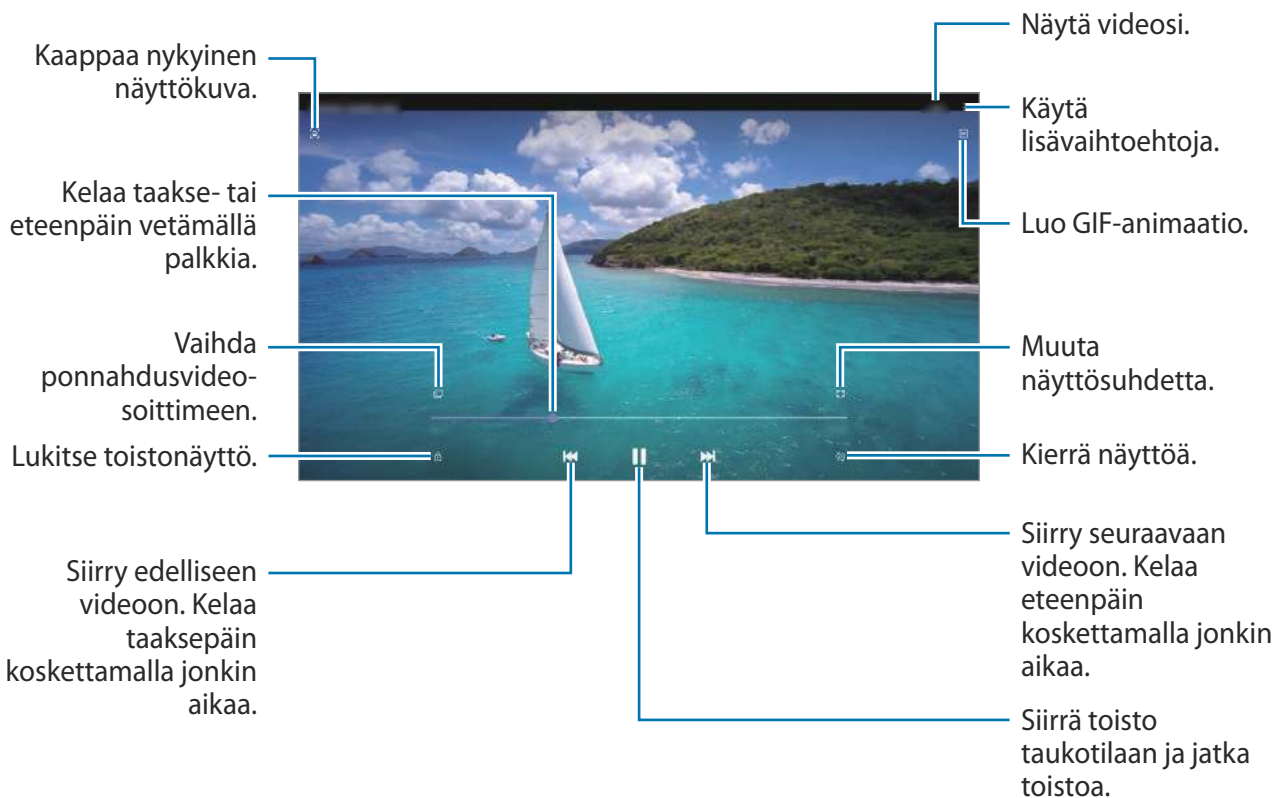 Kaappaa nykyinen
näyttökuva.
Kelaa taakse- tai
eteenpäin vetämällä
palkkia.
Vaihda
ponnahdusvideo-
soittimeen.
Lukitse toistonäyttö.
Siirry edelliseen
videoon. Kelaa
taaksepäin
koskettamalla jonkin
aikaa.
Näytä videosi.
Käytä
lisävaihtoehtoja.
Luo GIF-animaatio.
Muuta
näyttösuhdetta.
Kierrä näyttöä.
Siirry seuraavaan
videoon. Kelaa
eteenpäin
koskettamalla jonkin
aikaa.
Siirrä toisto
taukotilaan ja jatka
toistoa.